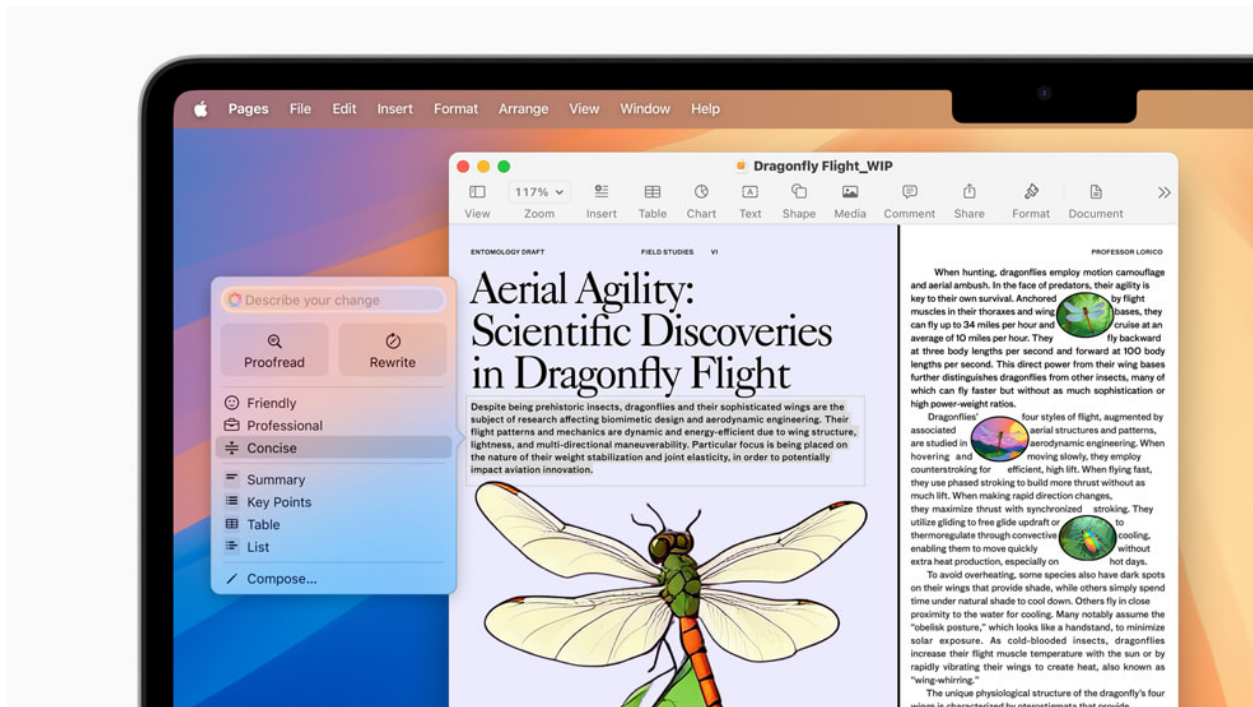 Pages File Edit Insert Format Arrange View Window Help
Dragonfly Flight_WIP
117%
View Zoom Insert Table Chart Text Shape Media Comment Share Format Document
Describe your change
Proofread Rewrite
Friendly
Professional
Concise
Summary
Key Points
Table
List
Compose...
ENTOMOLOGY DRAFT FIELD STUDIES VI
Aerial Agility:
Scientific Discoveries
in Dragonfly Flight
Despite being prehistoric insects, dragonflies and their sophisticated wings are the
subject of research affecting biomimetic design and aerodynamic engineering. Their
flight patterns and mechanics are dynamic and energy-efficient due to wing structure,
lightness, and multi-directional maneuverability. Particular focus is being placed on
the nature of their weight stabilization and joint elasticity, in order to potentially
impact aviation innovation.
PROFESSOR LORICO
When hunting, dragonflies employ motion camouflage
and aerial ambush. In the face of predators, their agility is
key to their own survival. Anchored by flight
muscles in their thoraxes and wing bases, they
can fly up to 34 miles per hour and cruise at an
average of 10 miles per hour. They fly backward
at three body lengths per second and forward at 100 body
lengths per second. This direct power from their wing bases
further distinguishes dragonflies from other insects, many of
which can fly faster but without as much sophistication or
high power-weight ratios.
Dragonflies' four styles of flight, augmented by
associated aerial structures and patterns,
are studied in aerodynamic engineering. When
hovering and moving slowly, they employ
counterstroking for efficient, high lift. When flying fast,
they use phased stroking to build more thrust without as
much lift. When making rapid direction changes,
they maximize thrust with synchronized stroking. They
utilize gliding to free glide updraft or to
thermoregulate through convective cooling,
enabling them to move quickly without
extra heat production, especially on hot days.
To avoid overheating, some species also have dark spots
on their wings that provide shade, while others simply spend
time under natural shade to cool down. Others fly in close
proximity to the water for cooling. Many notably assume the
"obelisk posture," which looks like a handstand, to minimize
solar exposure. As cold-blooded insects, dragonflies
increase their flight muscle temperature with the sun or by
rapidly vibrating their wings to create heat, also known as
"wing-whirring."
The unique physiological structure of the dragonfly's four
wings is characterized by pterostigmata that provide